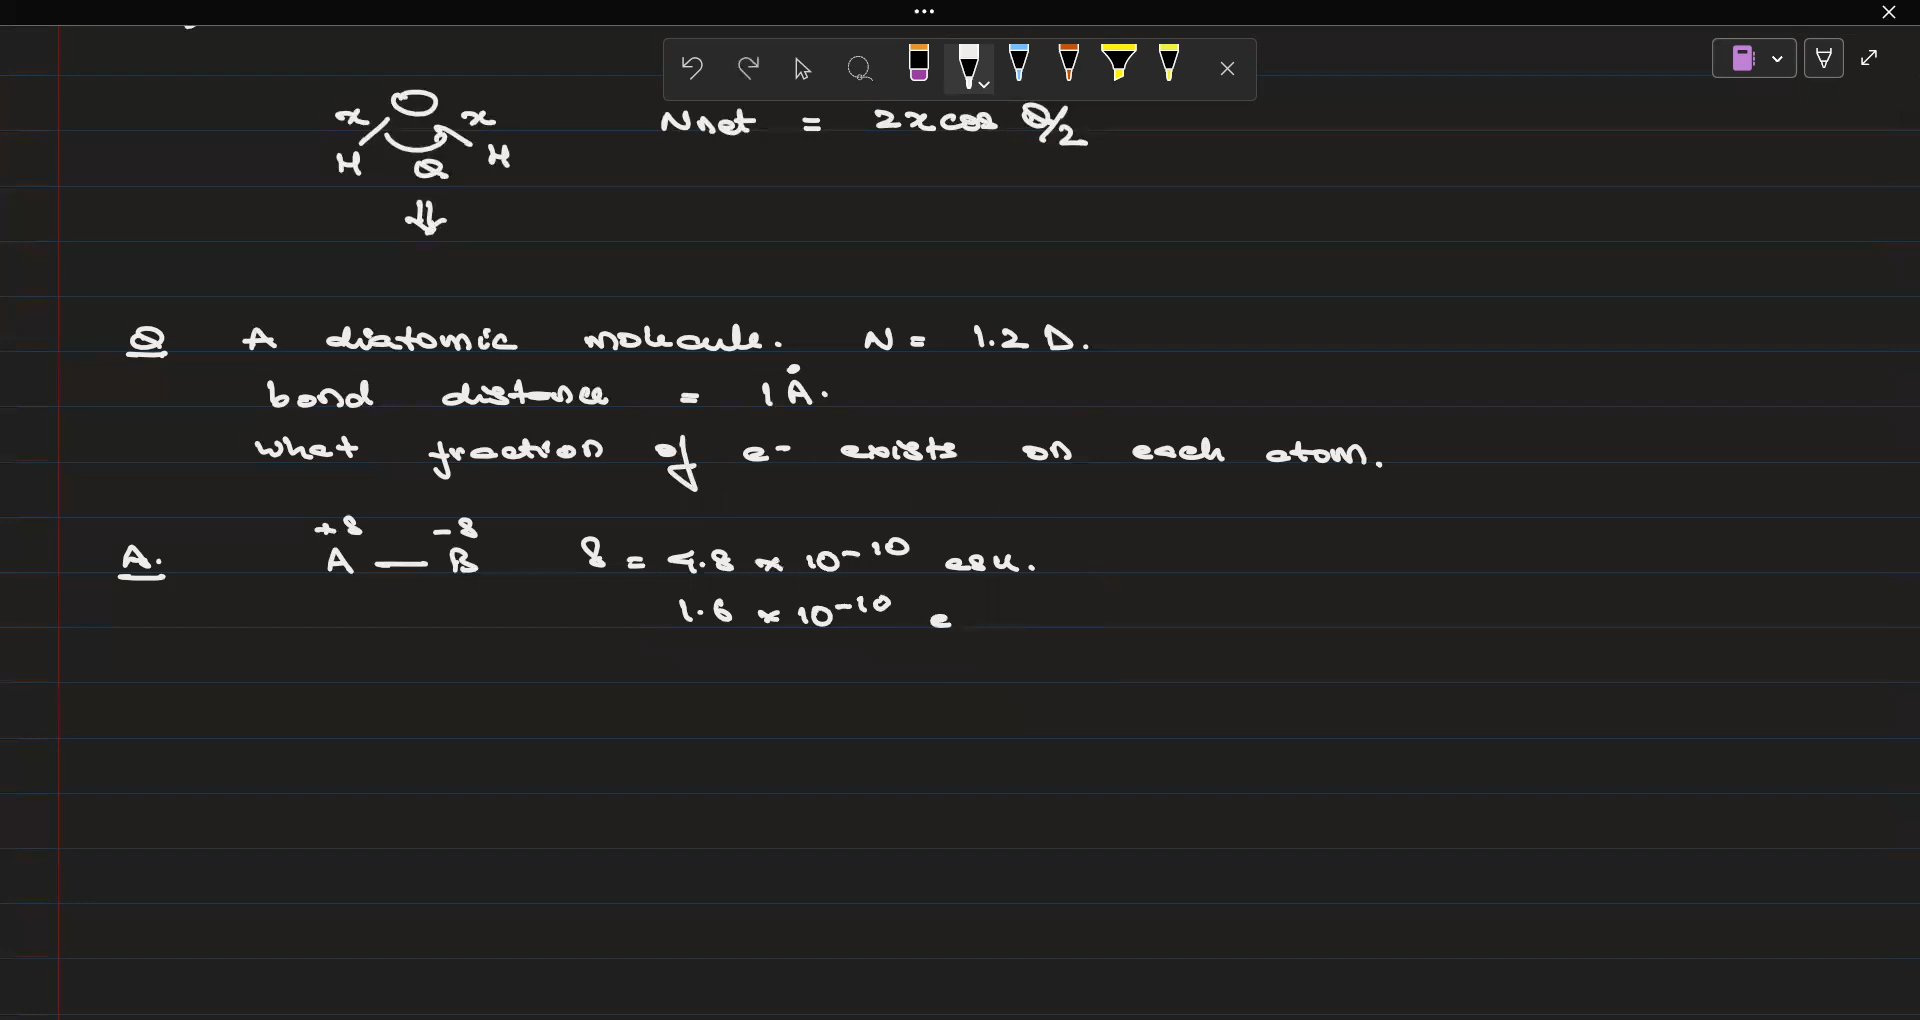 O
x x
H H
θ
⇓
μnet = 2x cos θ/2
Q A diatomic molecule. μ = 1.2 D.
bond distance = 1 Å.
what fraction of e- exists on each atom.
+q -q
A. A — B q = 4.8 × 10-10 esu.
1.6 × 10-10 c